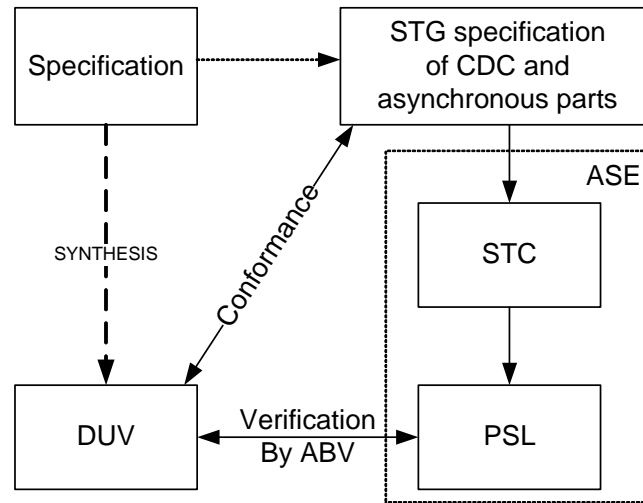 Specification
STG specification
of CDC and
asynchronous parts
ASE
SYNTHESIS
Conformance
STC
DUV
Verification
By ABV
PSL